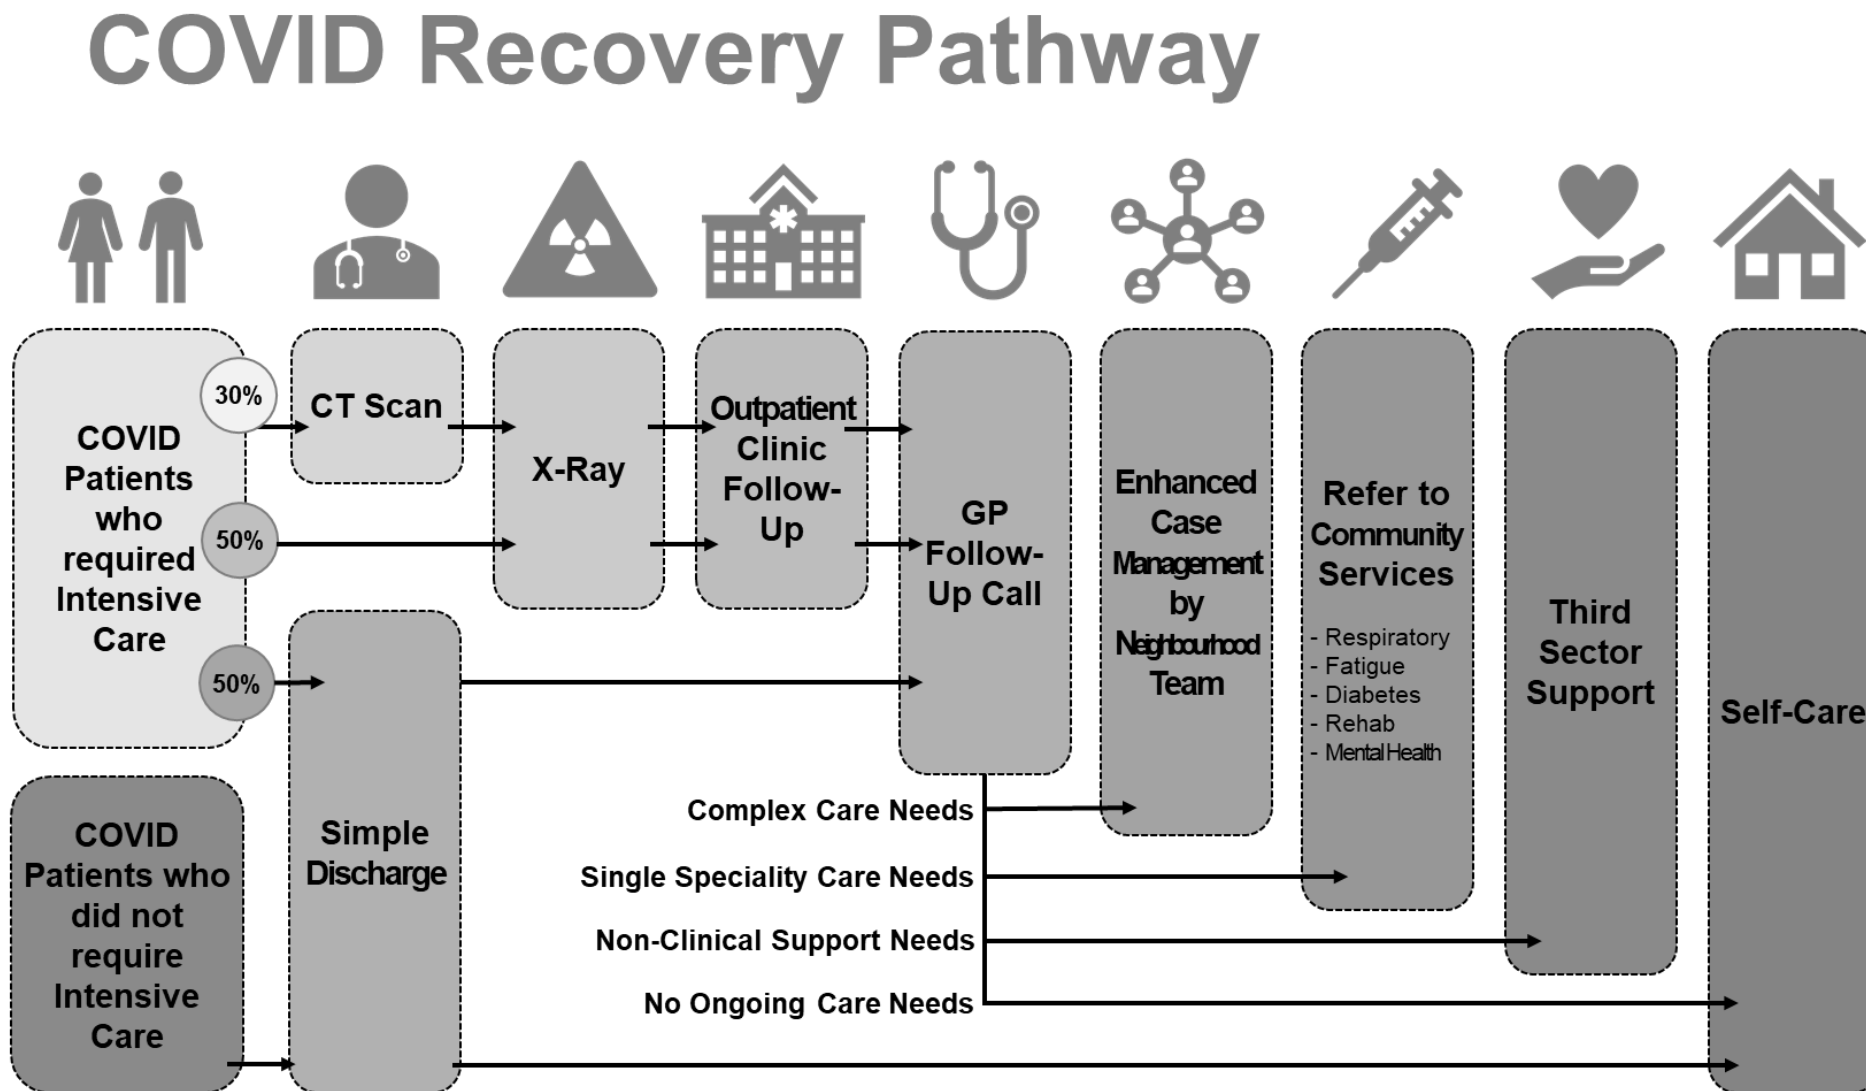 COVID Recovery Pathway
30%
50%
50%
COVID
Patients
who
required
Intensive
Care
COVID
Patients who
did not
require
Intensive
Care
CT Scan
Simple
Discharge
X-Ray
Outpatient
Clinic
Follow-
Up
GP
Follow-
Up Call
Complex Care Needs
Single Speciality Care Needs
Non-Clinical Support Needs
No Ongoing Care Needs
Enhanced
Case
Management
by
Neighbourhood
Team
Refer to
Community
Services
- Respiratory
- Fatigue
- Diabetes
- Rehab
- Mental Health
Third
Sector
Support
Self-Care